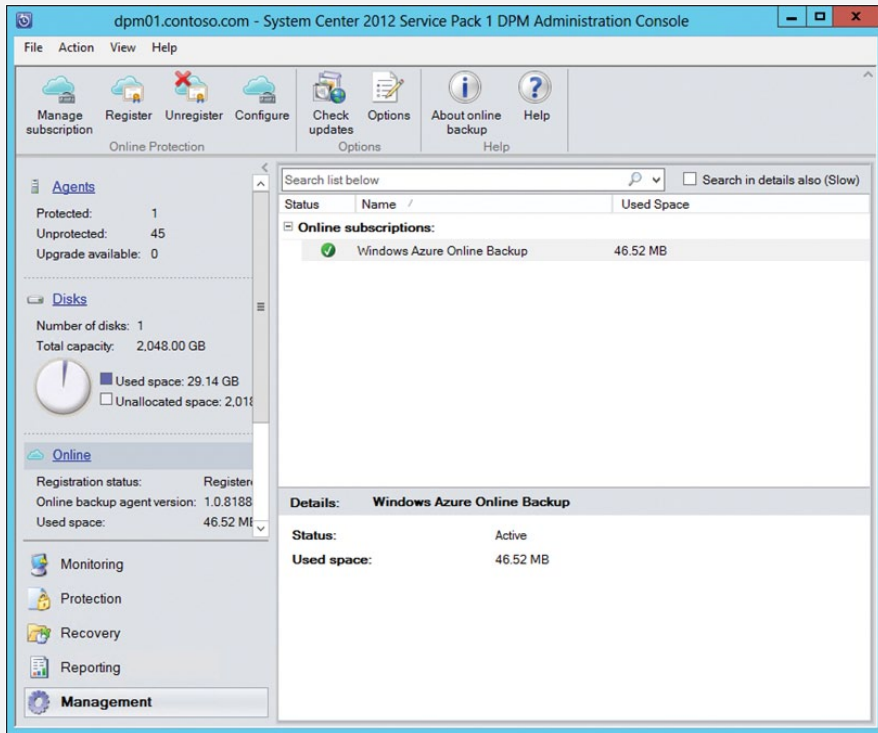 dpm01.contoso.com - System Center 2012 Service Pack 1 DPM Administration Console
File Action View Help
Manage subscription
Register
Unregister
Configure
Check updates
Options
About online backup
Help
Online Protection
Options
Help
Agents
Protected: 1
Unprotected: 45
Upgrade available: 0
Disks
Number of disks: 1
Total capacity: 2,048.00 GB
Used space: 29.14 GB
Unallocated space: 2,018
Online
Registration status: Register
Online backup agent version: 1.0.8188
Used space: 46.52 M
Monitoring
Protection
Recovery
Reporting
Management
Search list below
Search in details also (Slow)
Status Name Used Space
Online subscriptions:
Windows Azure Online Backup 46.52 MB
Details: Windows Azure Online Backup
Status: Active
Used space: 46.52 MB